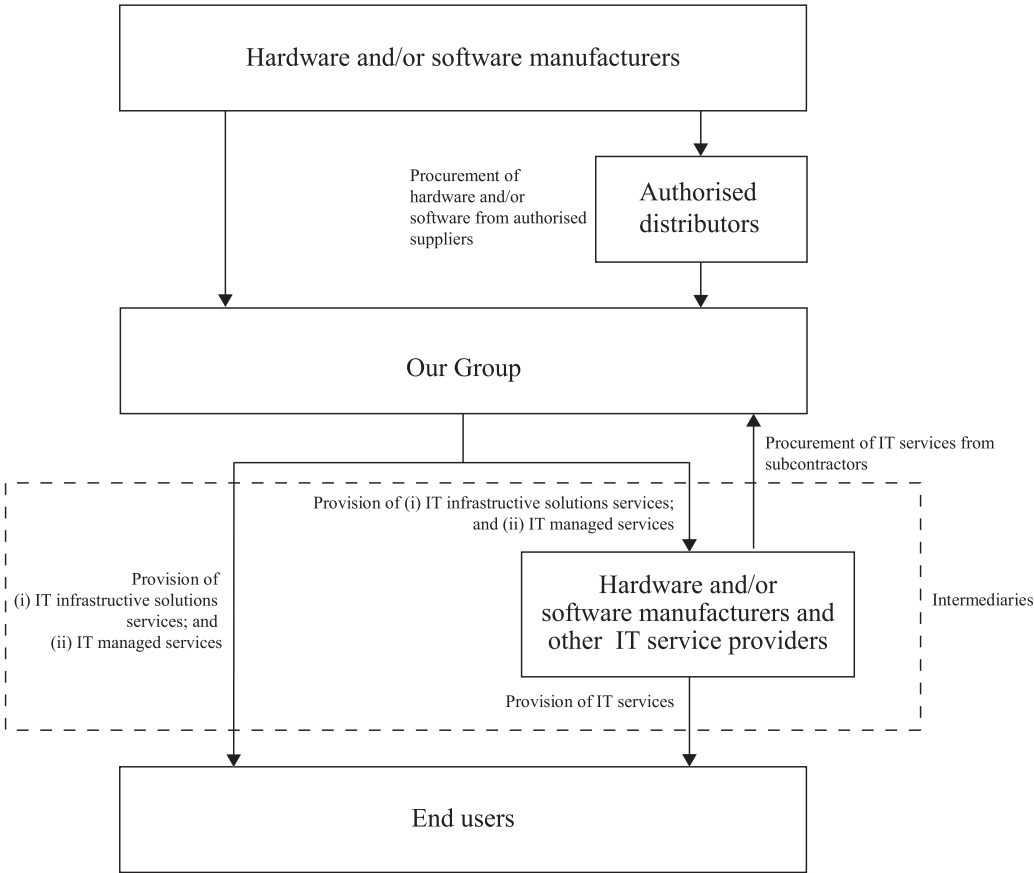 Hardware and/or software manufacturers
Procurement of
hardware and/or
software from authorised
suppliers
Authorised
distributors
Our Group
Procurement of IT services from
subcontractors
Provision of (i) IT infrastructive solutions services;
and (ii) IT managed services
Provision of
(i) IT infrastructive solutions
services; and
(ii) IT managed services
Hardware and/or
software manufacturers and
other IT service providers
Intermediaries
Provision of IT services
End users